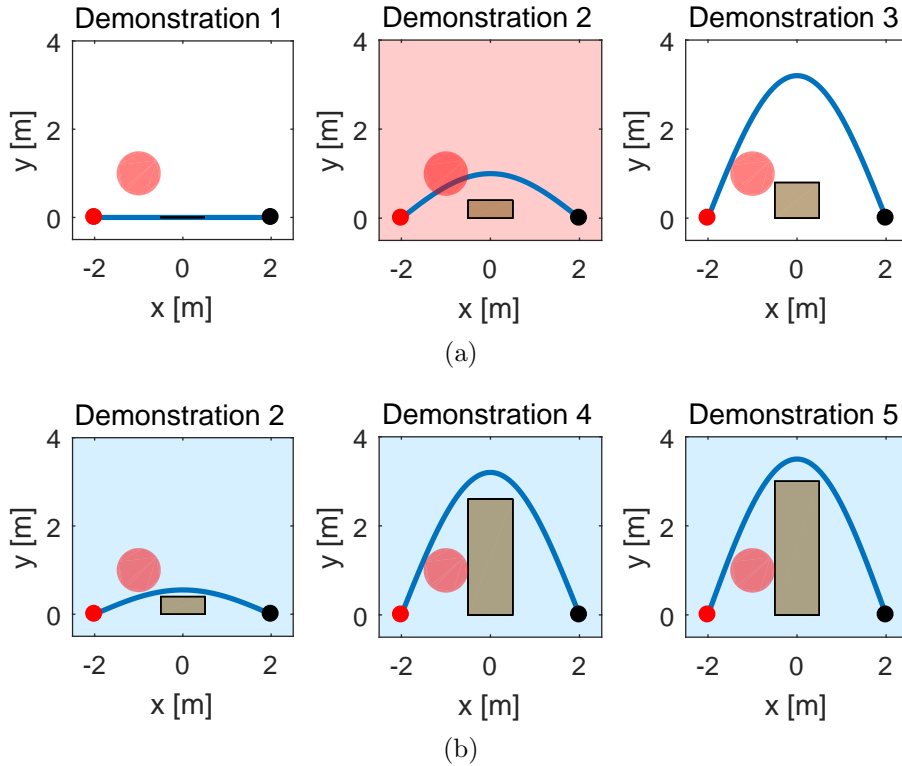 Demonstration 1
Demonstration 2
Demonstration 3
4
2
0
-2
0
2
y [m]
x [m]
4
2
0
-2
0
2
y [m]
x [m]
4
2
0
-2
0
2
y [m]
x [m]
(a)
Demonstration 2
Demonstration 4
Demonstration 5
4
2
0
-2
0
2
y [m]
x [m]
4
2
0
-2
0
2
y [m]
x [m]
4
2
0
-2
0
2
y [m]
x [m]
(b)